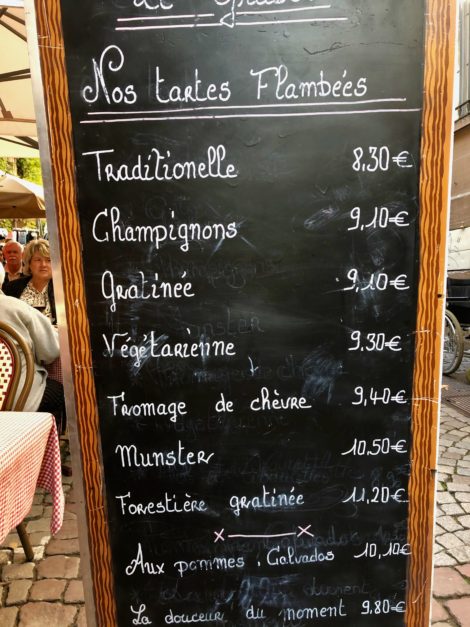 Nos tartes Flambées
Traditionelle 8,30€
Champignons 9,10€
Gratinée 9,10€
Végétarienne 9.30€
Fromage de chèvre 9,40€
Munster 10,50€
Forestière gratinée 11,20€
Aux pommes, Calvados 10,10€
La douceur du moment 9,80€